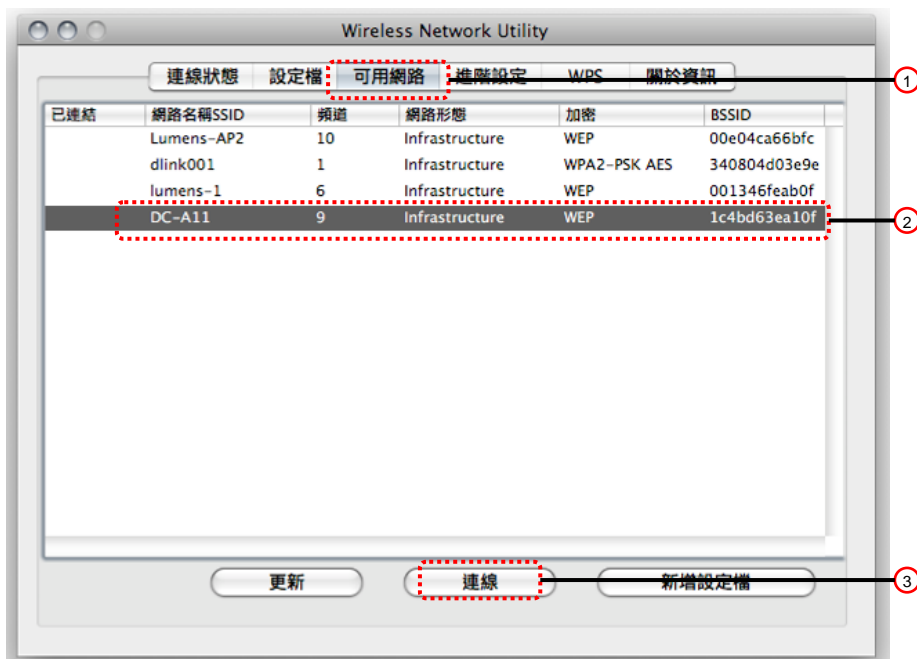 Wireless Network Utility
連線狀態 設定檔 可用網路 進階設定 WPS 關於資訊
1
已連結 網路名稱SSID 頻道 網路形態 加密 BSSID
Lumens-AP2 10 Infrastructure WEP 00e04ca66bfc
dlink001 1 Infrastructure WPA2-PSK AES 340804d03e9e
lumens-1 6 Infrastructure WEP 001346feab0f
DC-A11 9 Infrastructure WEP 1c4bd63ea10f
2
更新 連線 新增設定檔
3